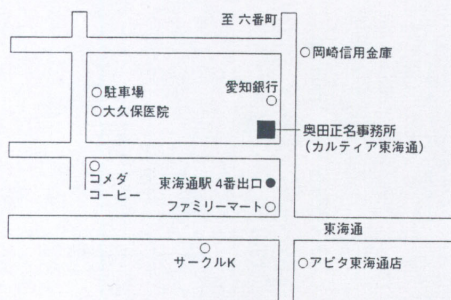 至 六番町
○岡崎信用金庫
愛知銀行
○駐車場
○大久保医院
奥田正名事務所
(カルティア東海通)
コメダ
コーヒー
東海通駅 4番出口●
ファミリーマート○
東海通
サークルK
○アピタ東海通店